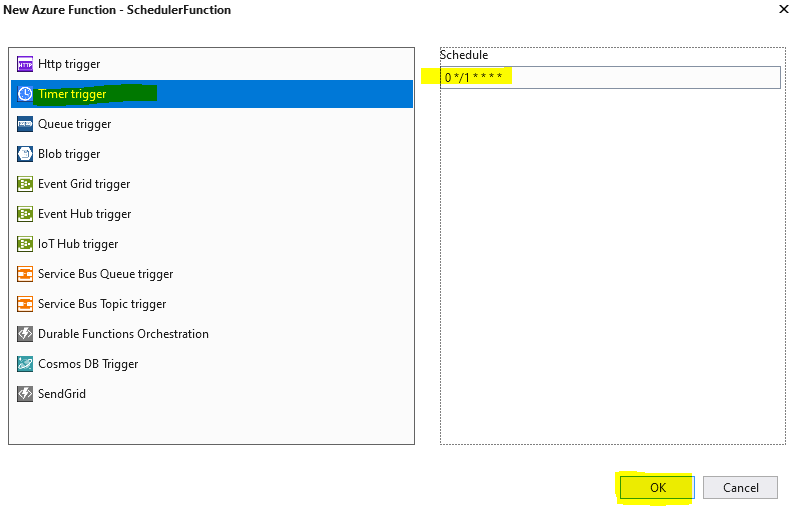 New Azure Function - SchedulerFunction
Http trigger
Timer trigger
Queue trigger
Blob trigger
Event Grid trigger
Event Hub trigger
IoT Hub trigger
Service Bus Queue trigger
Service Bus Topic trigger
Durable Functions Orchestration
Cosmos DB Trigger
SendGrid
Schedule
0 */1 * * * *
OK
Cancel